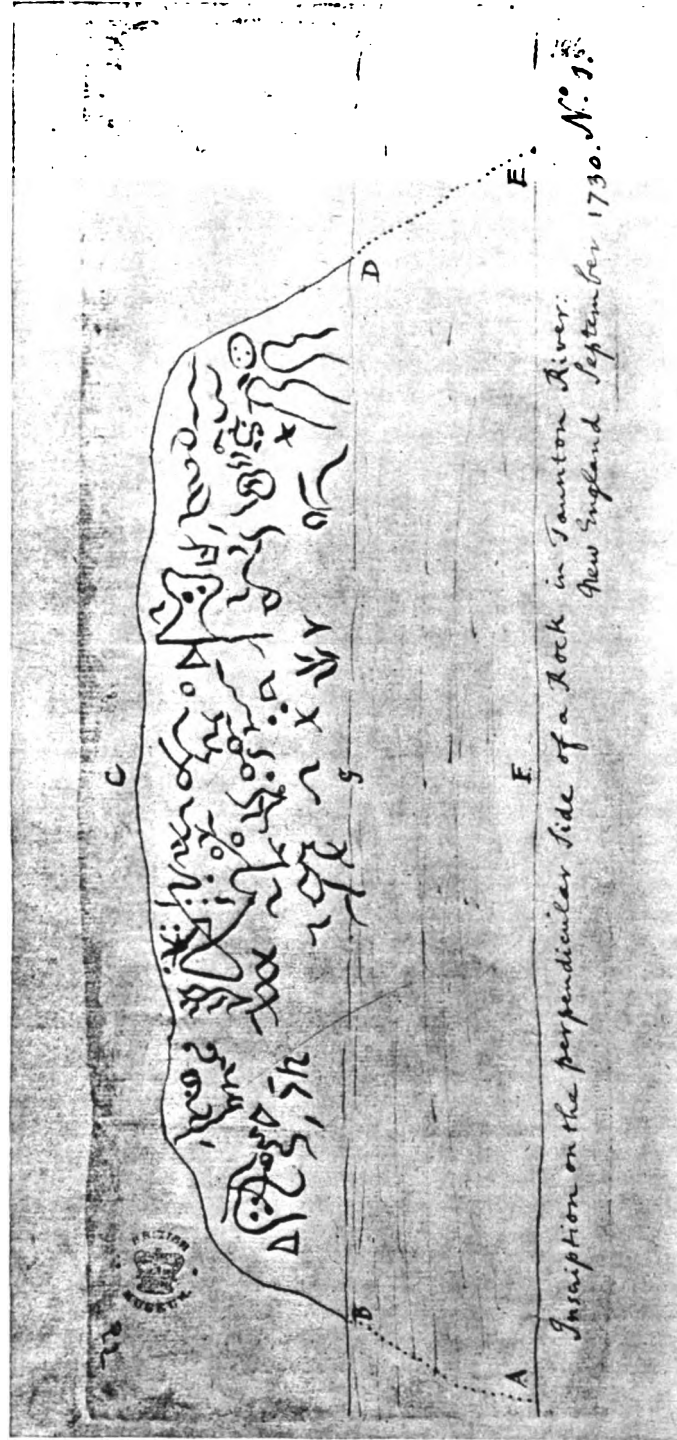 BRITISH
MUSEUM
C
B
D
G
A
F
E
Inscription on the perpendicular Side of a Rock in Taunton River.
New England September 1730. No. 1.